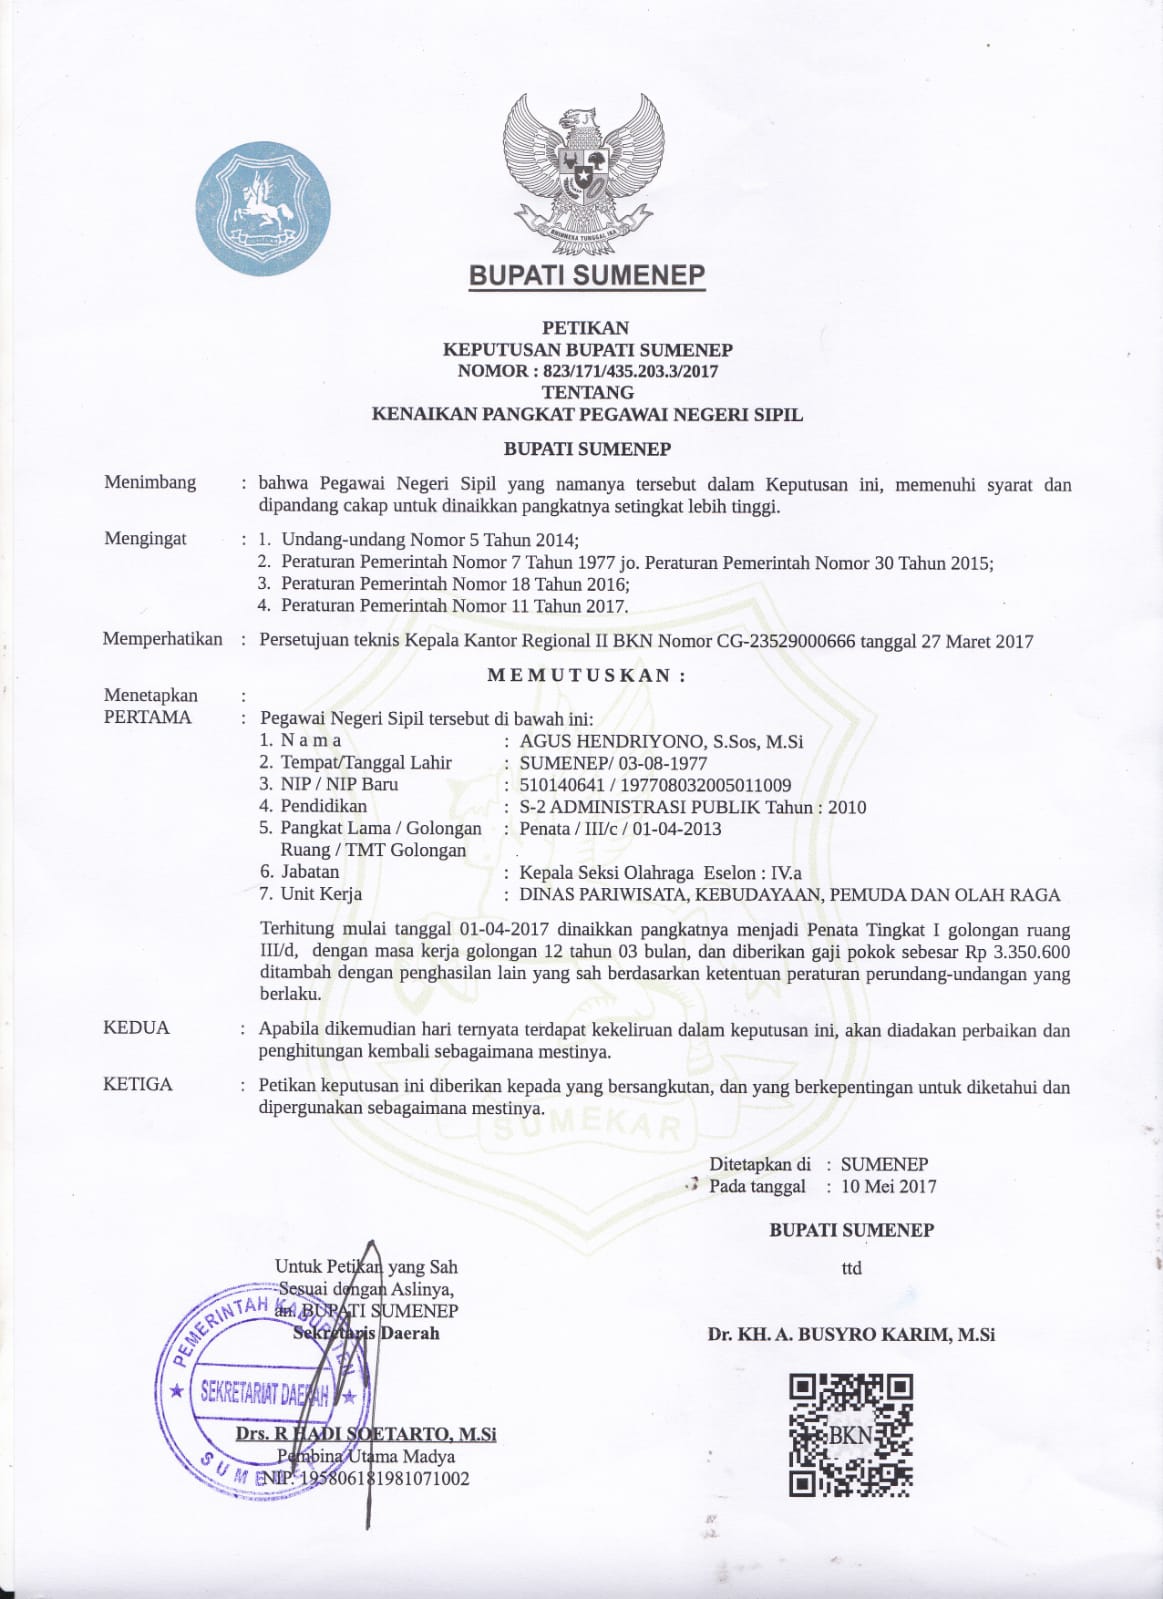 BHINNEKA TUNGGAL IKA
BUPATI SUMENEP
PETIKAN
KEPUTUSAN BUPATI SUMENEP
NOMOR : 823/171/435.203.3/2017
TENTANG
KENAIKAN PANGKAT PEGAWAI NEGERI SIPIL
BUPATI SUMENEP
Menimbang : bahwa Pegawai Negeri Sipil yang namanya tersebut dalam Keputusan ini, memenuhi syarat dan
dipandang cakap untuk dinaikkan pangkatnya setingkat lebih tinggi.
Mengingat : 1. Undang-undang Nomor 5 Tahun 2014;
2. Peraturan Pemerintah Nomor 7 Tahun 1977 jo. Peraturan Pemerintah Nomor 30 Tahun 2015;
3. Peraturan Pemerintah Nomor 18 Tahun 2016;
4. Peraturan Pemerintah Nomor 11 Tahun 2017.
Memperhatikan : Persetujuan teknis Kepala Kantor Regional II BKN Nomor CG-23529000666 tanggal 27 Maret 2017
M E M U T U S K A N :
Menetapkan :
PERTAMA : Pegawai Negeri Sipil tersebut di bawah ini:
1. N a m a : AGUS HENDRIYONO, S.Sos, M.Si
2. Tempat/Tanggal Lahir : SUMENEP/ 03-08-1977
3. NIP / NIP Baru : 510140641 / 197708032005011009
4. Pendidikan : S-2 ADMINISTRASI PUBLIK Tahun : 2010
5. Pangkat Lama / Golongan : Penata / III/c / 01-04-2013
Ruang / TMT Golongan
6. Jabatan : Kepala Seksi Olahraga Eselon : IV.a
7. Unit Kerja : DINAS PARIWISATA, KEBUDAYAAN, PEMUDA DAN OLAH RAGA
Terhitung mulai tanggal 01-04-2017 dinaikkan pangkatnya menjadi Penata Tingkat I golongan ruang
III/d, dengan masa kerja golongan 12 tahun 03 bulan, dan diberikan gaji pokok sebesar Rp 3.350.600
ditambah dengan penghasilan lain yang sah berdasarkan ketentuan peraturan perundang-undangan yang
berlaku.
KEDUA : Apabila dikemudian hari ternyata terdapat kekeliruan dalam keputusan ini, akan diadakan perbaikan dan
penghitungan kembali sebagaimana mestinya.
KETIGA : Petikan keputusan ini diberikan kepada yang bersangkutan, dan yang berkepentingan untuk diketahui dan
dipergunakan sebagaimana mestinya.
SUMEKAR
Ditetapkan di : SUMENEP
Pada tanggal : 10 Mei 2017
BUPATI SUMENEP
ttd
Dr. KH. A. BUSYRO KARIM, M.Si
BKN
Untuk Petikan yang Sah
Sesuai dengan Aslinya,
an. BUPATI SUMENEP
Sekretaris Daerah
PEMERINTAH KABUPATEN
SEKRETARIAT DAERAH
SUMENEP
Drs. R HADI SOETARTO, M.Si
Pembina Utama Madya
NIP. 195806181981071002